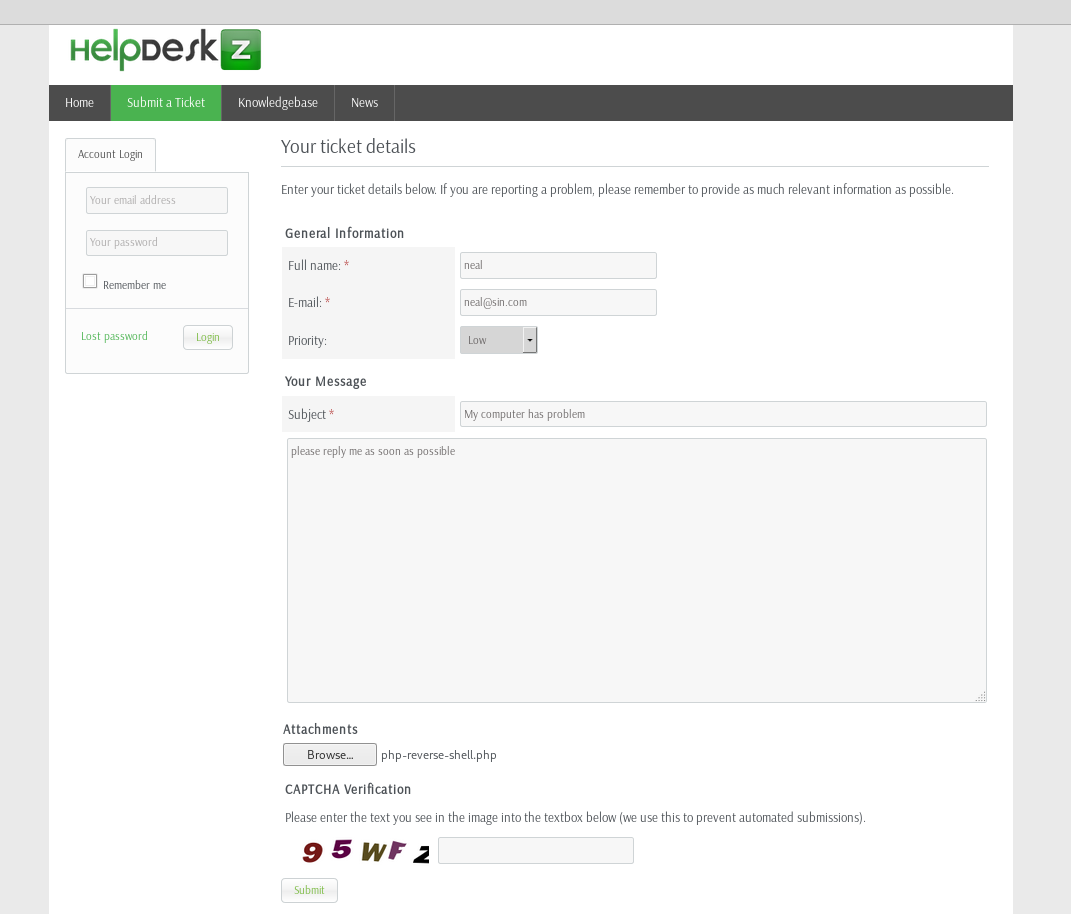 HelpDesk Z
Home Submit a Ticket Knowledgebase News
Account Login
Your email address
Your password
Remember me
Lost password Login
Your ticket details
Enter your ticket details below. If you are reporting a problem, please remember to provide as much relevant information as possible.
General Information
Full name: * neal
E-mail: * neal@sin.com
Priority: Low
Your Message
Subject * My computer has problem
please reply me as soon as possible
Attachments
Browse... php-reverse-shell.php
CAPTCHA Verification
Please enter the text you see in the image into the textbox below (we use this to prevent automated submissions).
95WF2
Submit